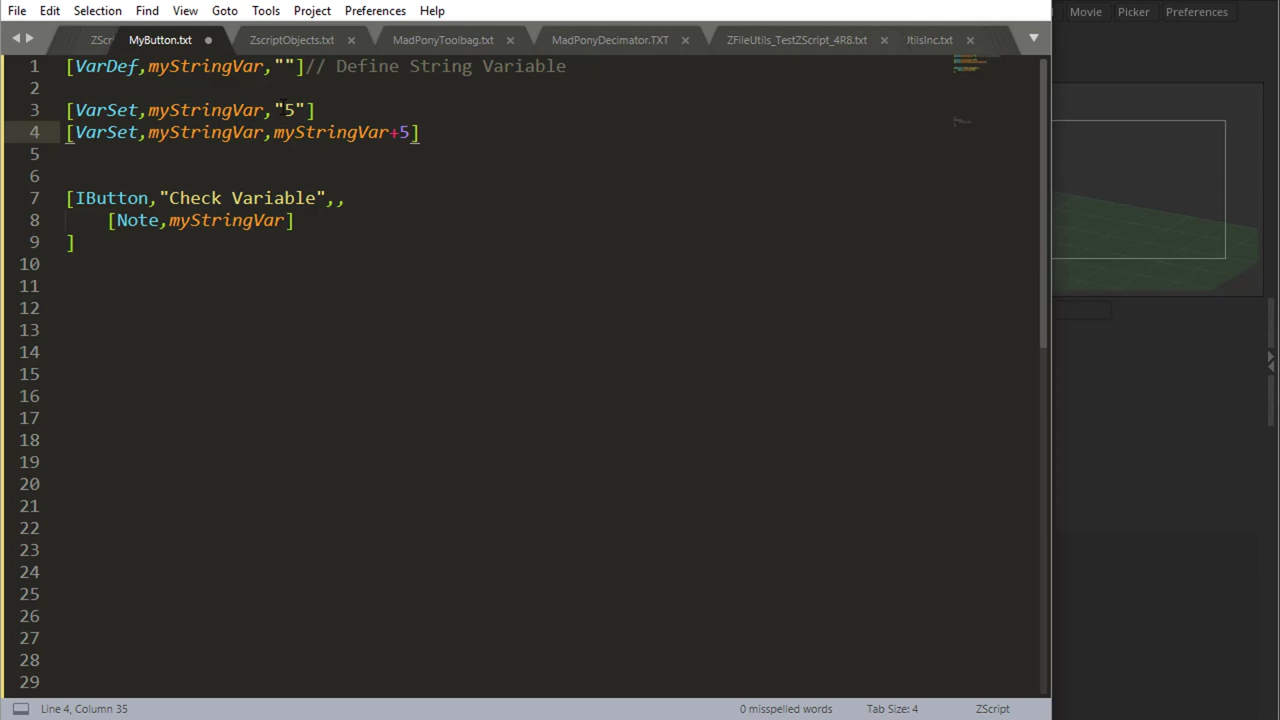 File Edit Selection Find View Goto Tools Project Preferences Help
Movie Picker Preferences
ZScr MyButton.txt ZscriptObjects.txt MadPonyToolbag.txt MadPonyDecimator.TXT ZFileUtils_TestZScript_4R8.txt UtilsInc.txt
1 [VarDef,myStringVar,""]// Define String Variable
2
3 [VarSet,myStringVar,"5"]
4 [VarSet,myStringVar,myStringVar+5]
5
6
7 [IButton,"Check Variable",,
8 [Note,myStringVar]
9 ]
10
11
12
13
14
15
16
17
18
19
20
21
22
23
24
25
26
27
28
29
Line 4, Column 35 0 misspelled words Tab Size: 4 ZScript